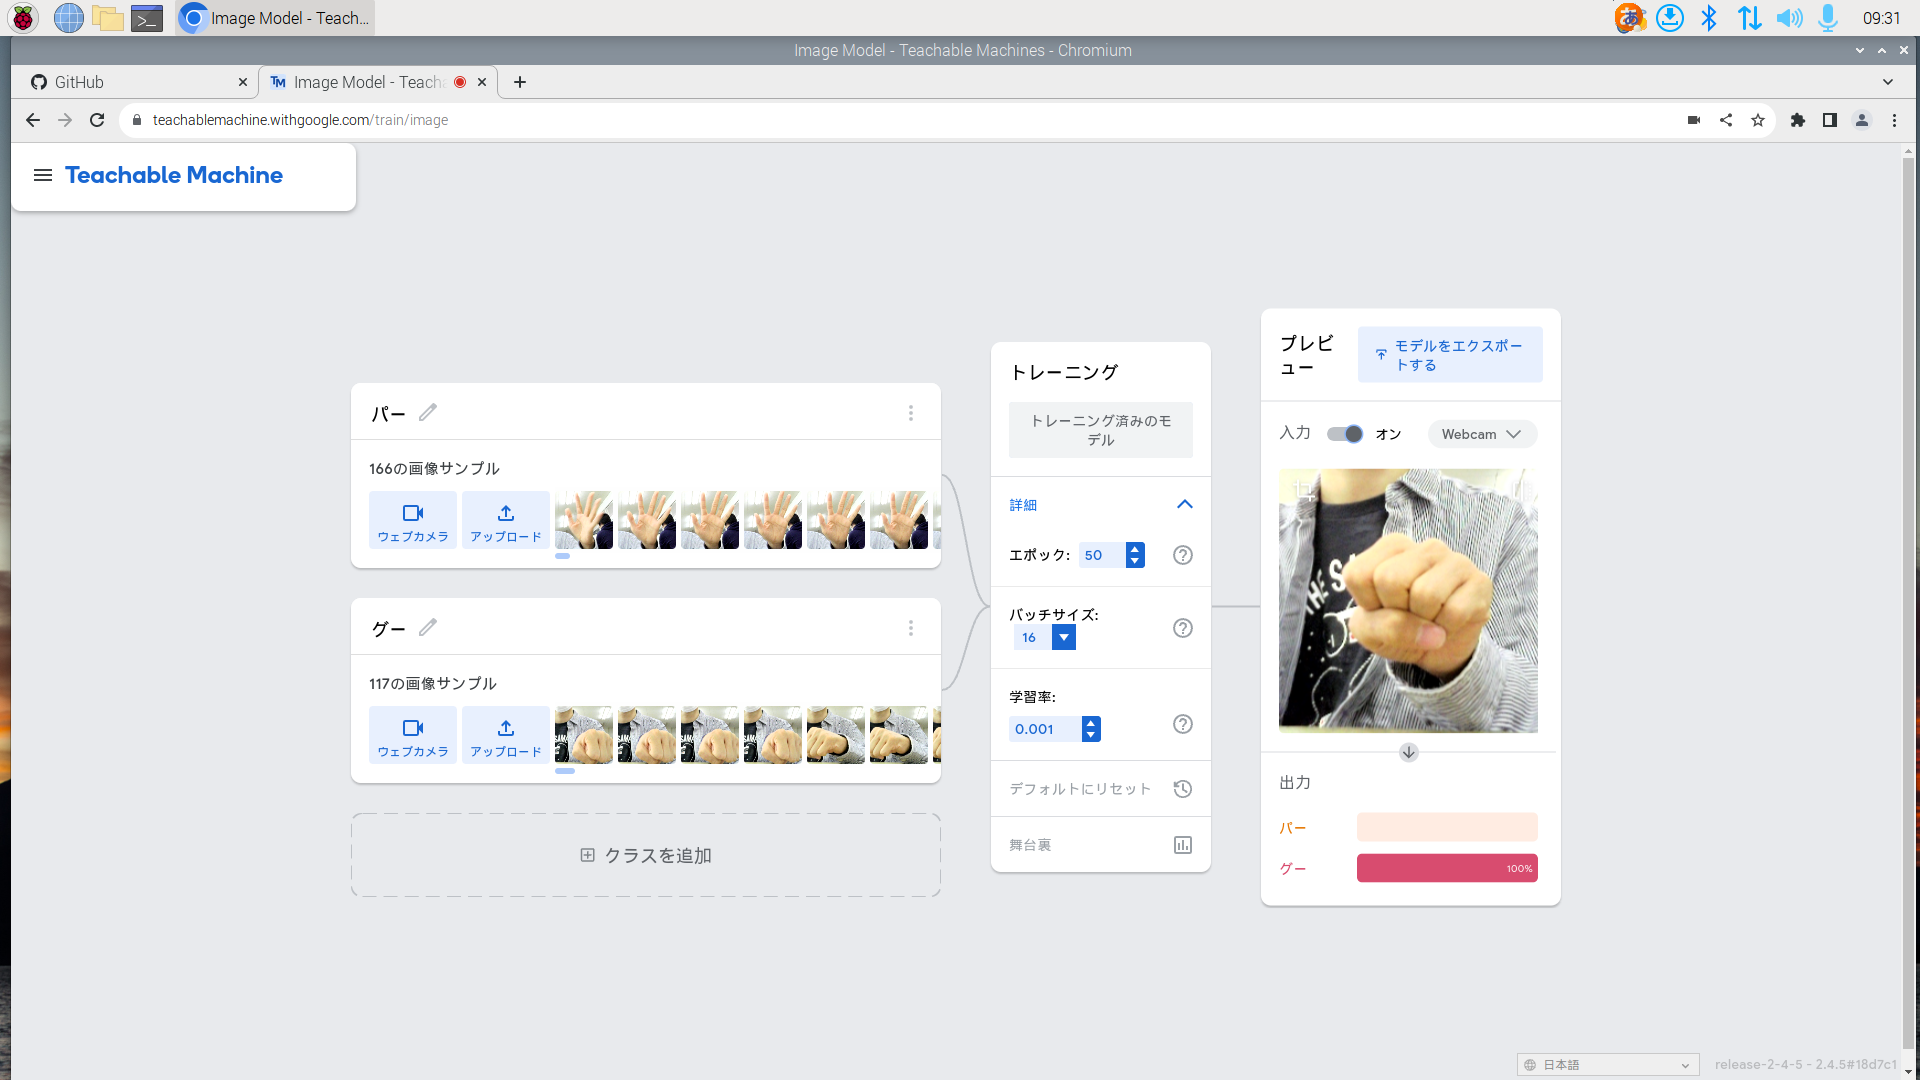 Image Model - Teach...
09:31
Image Model - Teachable Machines - Chromium
GitHub
Image Model - Teach
teachablemachine.withgoogle.com/train/image
Teachable Machine
パー
166の画像サンプル
ウェブカメラ
アップロード
グー
117の画像サンプル
ウェブカメラ
アップロード
クラスを追加
トレーニング
トレーニング済みのモ
デル
詳細
エポック: 50
バッチサイズ:
16
学習率:
0.001
デフォルトにリセット
舞台裏
プレビ
ュー
モデルをエクスポー
トする
入力 オン Webcam
THE SA
出力
パー
グー 100%
日本語
release-2-4-5 - 2.4.5#18d7c1